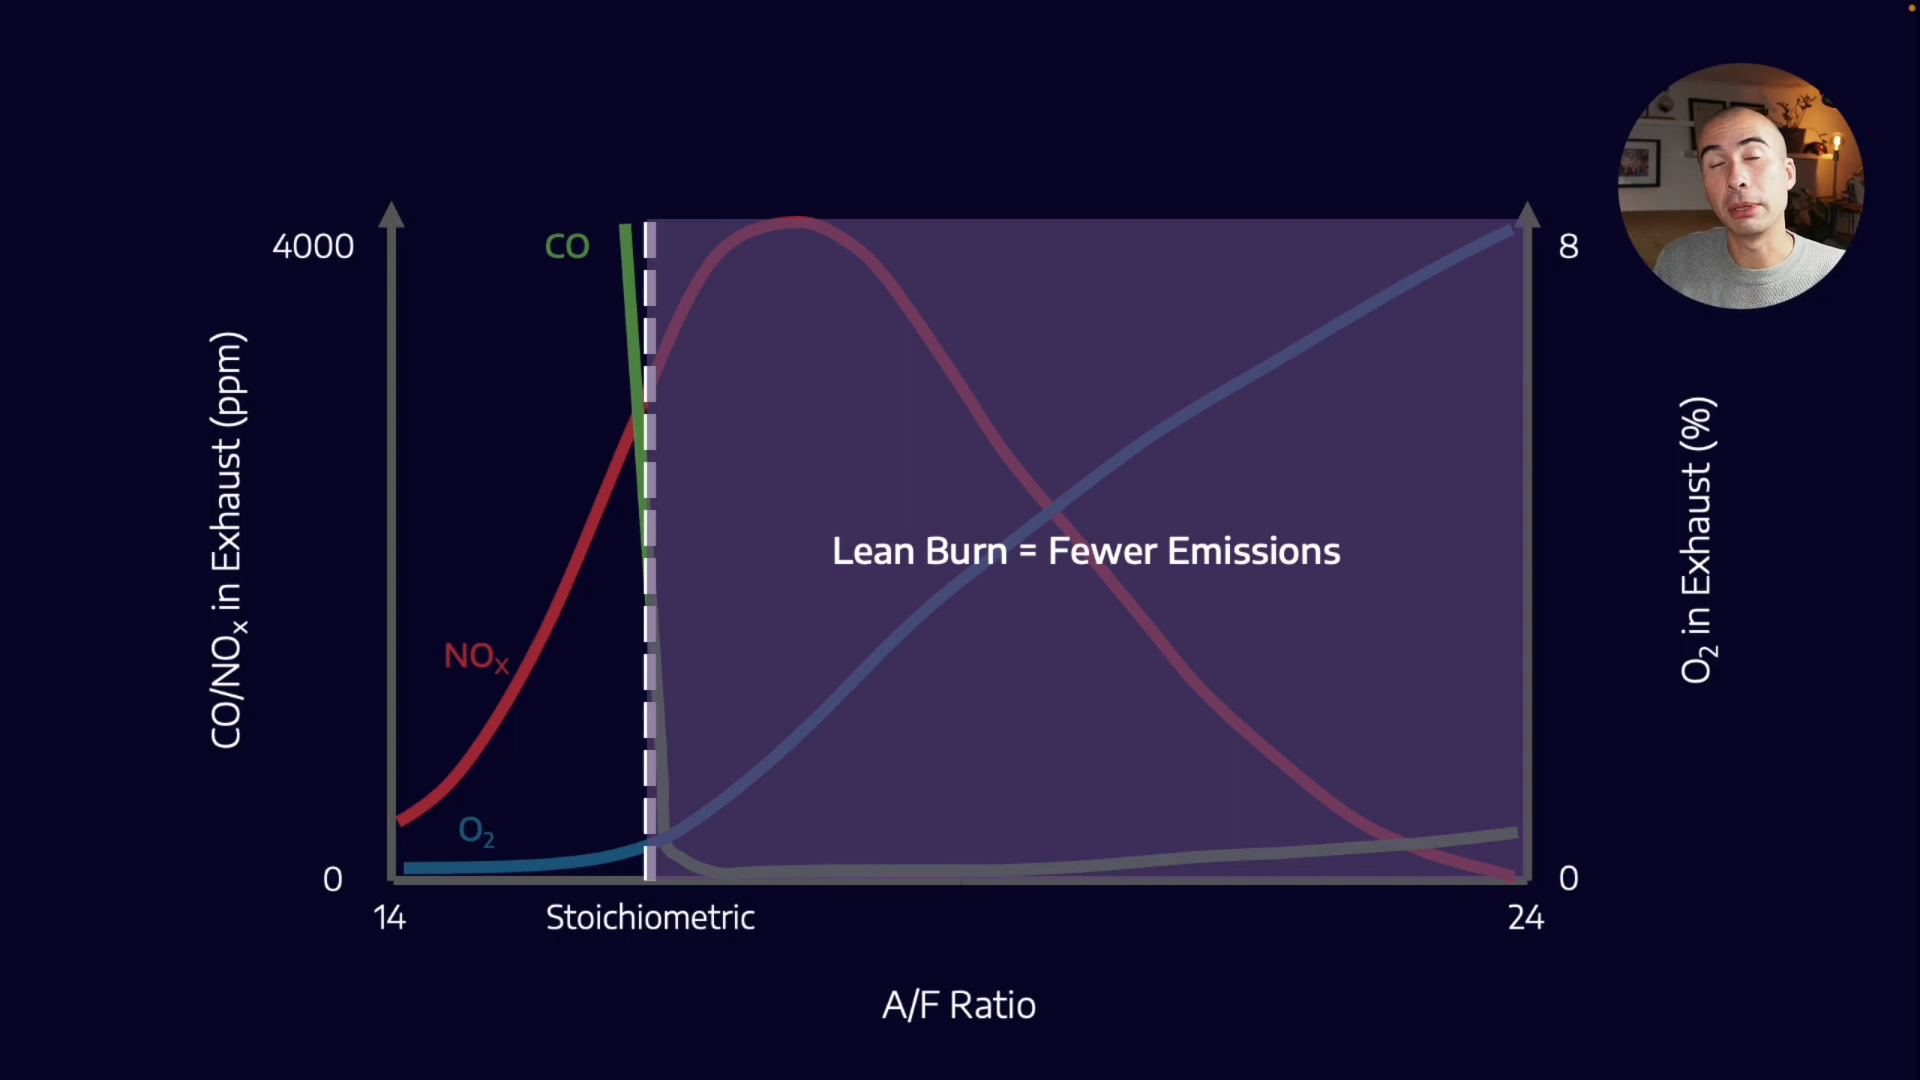 4000
CO
8
CO/NOx in Exhaust (ppm)
O2 in Exhaust (%)
Lean Burn = Fewer Emissions
NOX
O2
0
0
14
Stoichiometric
24
A/F Ratio